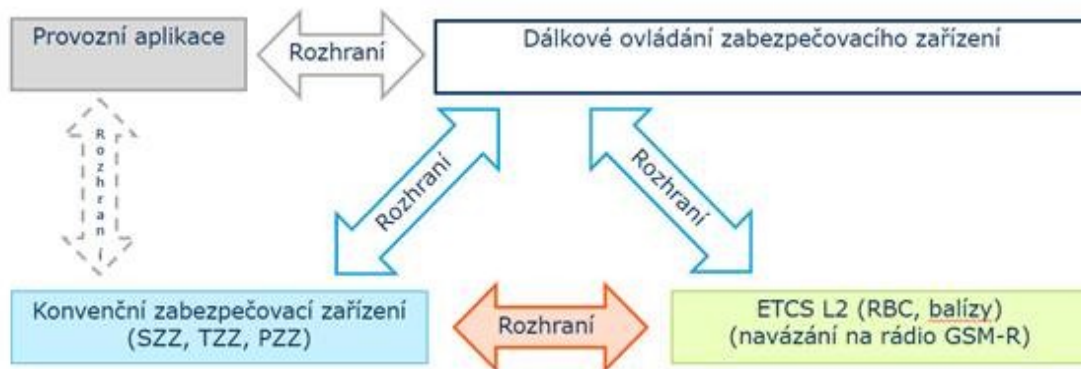 Provozní aplikace
Rozhraní
Dálkové ovládání zabezpečovacího zařízení
Rozhraní
Rozhraní
Rozhraní
Konvenční zabezpečovací zařízení
(SZZ, TZZ, PZZ)
Rozhraní
ETCS L2 (RBC, balízy)
(navázání na rádio GSM-R)